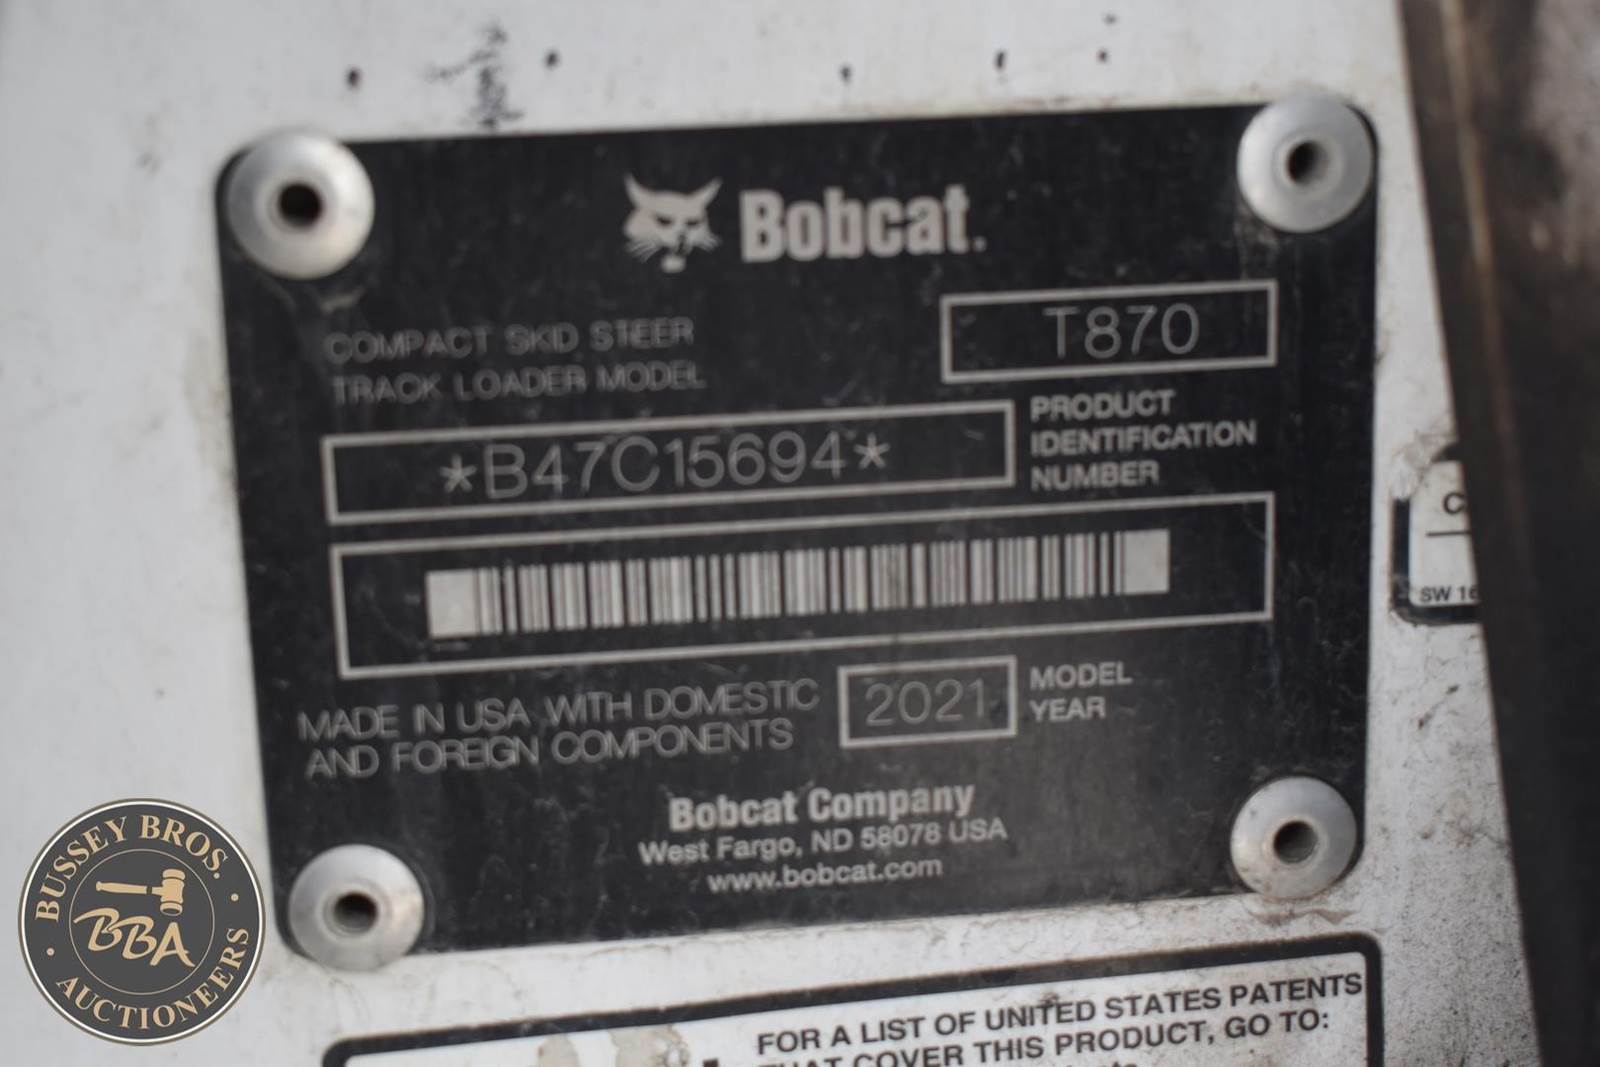 Bobcat.
COMPACT SKID STEER
TRACK LOADER MODEL
T870
*B47C15694*
PRODUCT
IDENTIFICATION
NUMBER
MADE IN USA WITH DOMESTIC
AND FOREIGN COMPONENTS
2021
MODEL
YEAR
Bobcat Company
West Fargo, ND 58078 USA
www.bobcat.com
C
SW 16
FOR A LIST OF UNITED STATES PATENTS
THAT COVER THIS PRODUCT, GO TO:
BUSSEY BROS.
BBA
AUCTIONEERS